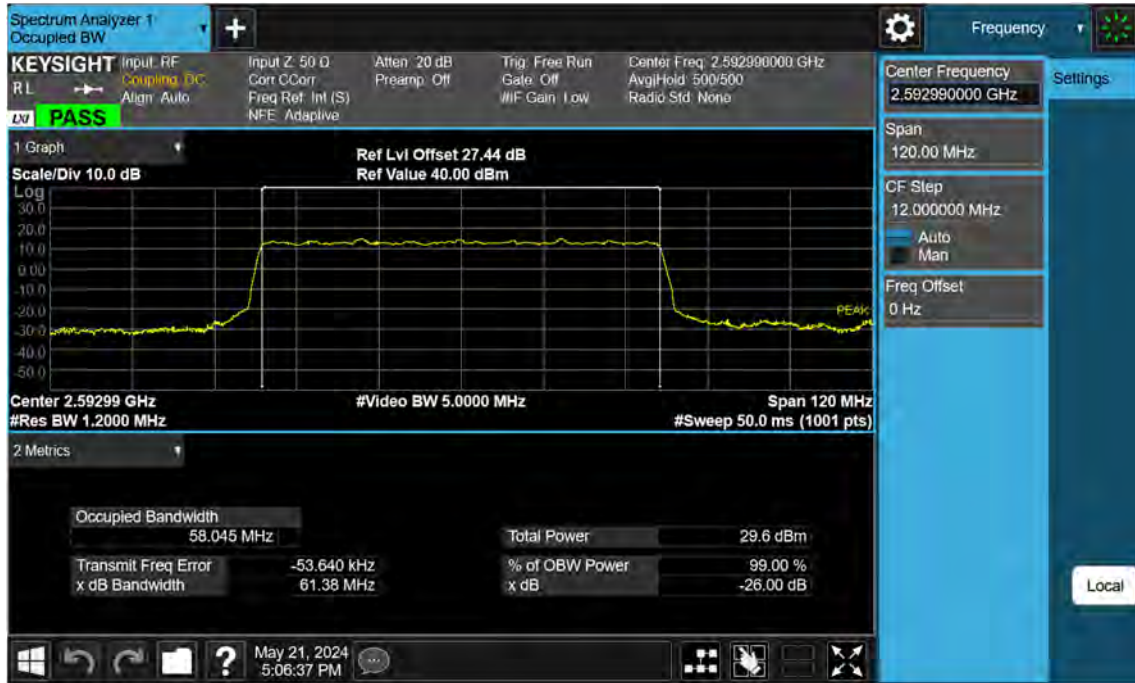 Spectrum Analyzer 1
Occupied BW
Frequency
KEYSIGHT
R L
LXI PASS
Input: RF
Coupling: DC
Align: Auto
Input Z: 50 Ω
Corr CCorr
Freq Ref: Int (S)
NFE: Adaptive
Atten: 20 dB
Preamp: Off
Trig: Free Run
Gate: Off
#IF Gain: Low
Center Freq: 2.592990000 GHz
Avg|Hold: 500/500
Radio Std: None
Center Frequency
2.592990000 GHz
Settings
Span
120.00 MHz
CF Step
12.000000 MHz
Auto
Man
Freq Offset
0 Hz
Local
1 Graph
Scale/Div 10.0 dB
Ref Lvl Offset 27.44 dB
Ref Value 40.00 dBm
Log
30.0
20.0
10.0
0.00
-10.0
-20.0
-30.0
-40.0
-50.0
PEAK
Center 2.59299 GHz
#Video BW 5.0000 MHz
Span 120 MHz
#Res BW 1.2000 MHz
#Sweep 50.0 ms (1001 pts)
2 Metrics
Occupied Bandwidth
58.045 MHz
Total Power 29.6 dBm
Transmit Freq Error -53.640 kHz
% of OBW Power 99.00 %
x dB Bandwidth 61.38 MHz
x dB -26.00 dB
May 21, 2024
5:06:37 PM